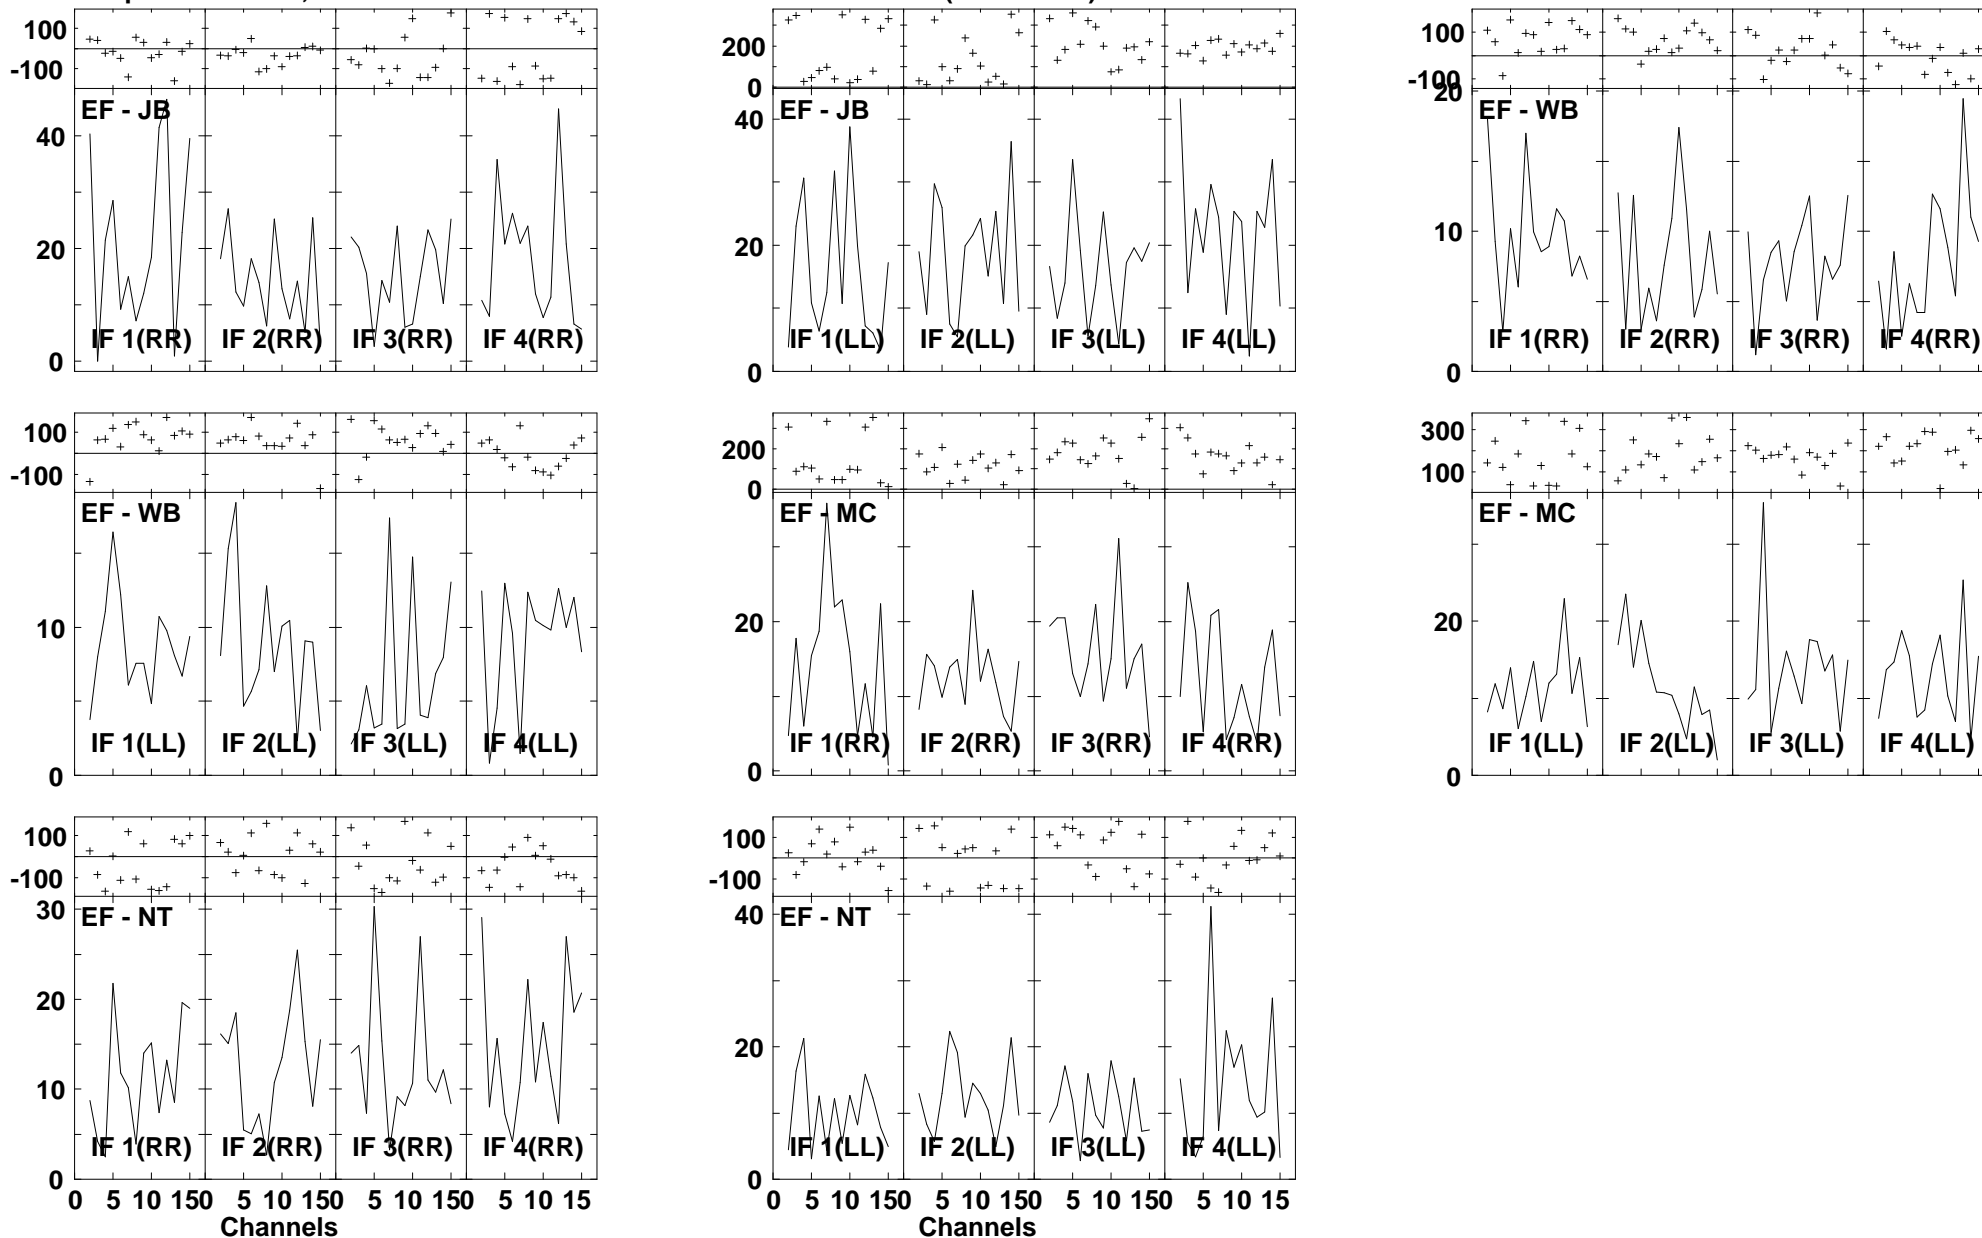 100
-100
EF - JB
40
20
0
IF 1(RR) IF 2(RR) IF 3(RR) IF 4(RR)
200
0
EF - JB
40
20
0
IF 1(LL) IF 2(LL) IF 3(LL) IF 4(LL)
100
-100
20
EF - WB
10
0
IF 1(RR) IF 2(RR) IF 3(RR) IF 4(RR)
100
-100
EF - WB
10
0
IF 1(LL) IF 2(LL) IF 3(LL) IF 4(LL)
200
0
EF - MC
20
0
IF 1(RR) IF 2(RR) IF 3(RR) IF 4(RR)
300
100
EF - MC
20
0
IF 1(LL) IF 2(LL) IF 3(LL) IF 4(LL)
100
-100
30
EF - NT
20
10
0
IF 1(RR) IF 2(RR) IF 3(RR) IF 4(RR)
0 5 10 150 5 10 150 5 10 150 5 10 15
Channels
100
-100
EF - NT
40
20
0
IF 1(LL) IF 2(LL) IF 3(LL) IF 4(LL)
0 5 10 150 5 10 150 5 10 150 5 10 15
Channels